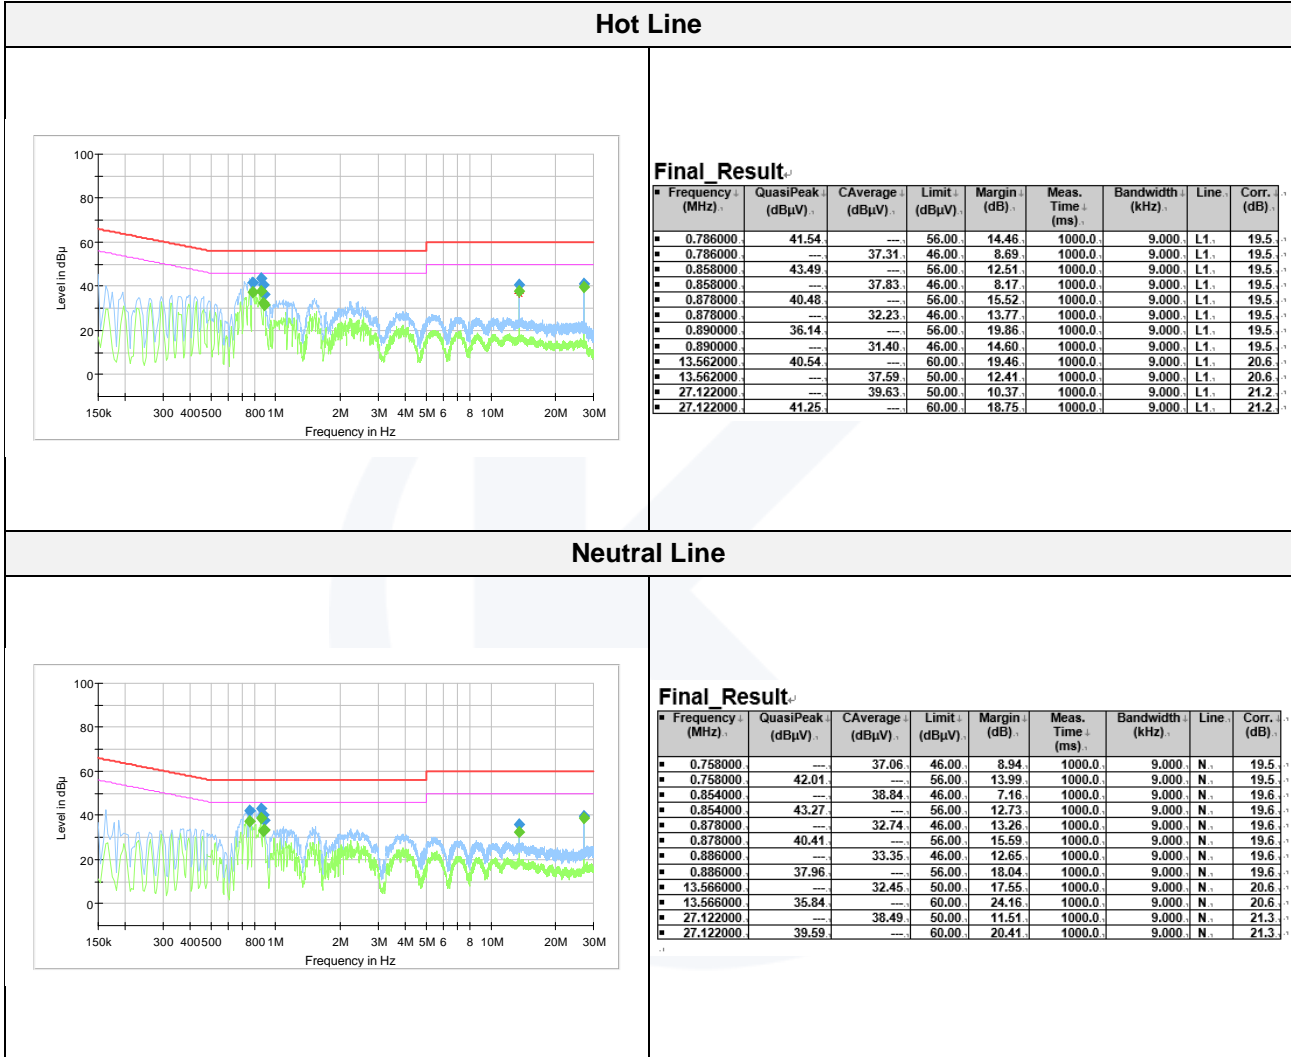 Hot Line
100
80
60
40
20
0
Level in dBµ
150k 300 400 500 800 1M 2M 3M 4M 5M 6 8 10M 20M 30M
Frequency in Hz
Final_Result
Frequency (MHz) QuasiPeak (dBµV) CAverage (dBµV) Limit (dBµV) Margin (dB) Meas. Time (ms) Bandwidth (kHz) Line Corr. (dB)
0.786000 41.54 --- 56.00 14.46 1000.0 9.000 L1 19.5
0.786000 --- 37.31 46.00 8.69 1000.0 9.000 L1 19.5
0.858000 43.49 --- 56.00 12.51 1000.0 9.000 L1 19.5
0.858000 --- 37.83 46.00 8.17 1000.0 9.000 L1 19.5
0.878000 40.48 --- 56.00 15.52 1000.0 9.000 L1 19.5
0.878000 --- 32.23 46.00 13.77 1000.0 9.000 L1 19.5
0.890000 36.14 --- 56.00 19.86 1000.0 9.000 L1 19.5
0.890000 --- 31.40 46.00 14.60 1000.0 9.000 L1 19.5
13.562000 40.54 --- 60.00 19.46 1000.0 9.000 L1 20.6
13.562000 --- 37.59 50.00 12.41 1000.0 9.000 L1 20.6
27.122000 --- 39.63 50.00 10.37 1000.0 9.000 L1 21.2
27.122000 41.25 --- 60.00 18.75 1000.0 9.000 L1 21.2
Neutral Line
100
80
60
40
20
0
Level in dBµ
150k 300 400 500 800 1M 2M 3M 4M 5M 6 8 10M 20M 30M
Frequency in Hz
Final_Result
Frequency (MHz) QuasiPeak (dBµV) CAverage (dBµV) Limit (dBµV) Margin (dB) Meas. Time (ms) Bandwidth (kHz) Line Corr. (dB)
0.758000 --- 37.06 46.00 8.94 1000.0 9.000 N 19.5
0.758000 42.01 --- 56.00 13.99 1000.0 9.000 N 19.5
0.854000 --- 38.84 46.00 7.16 1000.0 9.000 N 19.6
0.854000 43.27 --- 56.00 12.73 1000.0 9.000 N 19.6
0.878000 --- 32.74 46.00 13.26 1000.0 9.000 N 19.6
0.878000 40.41 --- 56.00 15.59 1000.0 9.000 N 19.6
0.886000 --- 33.35 46.00 12.65 1000.0 9.000 N 19.6
0.886000 37.96 --- 56.00 18.04 1000.0 9.000 N 19.6
13.566000 --- 32.45 50.00 17.55 1000.0 9.000 N 20.6
13.566000 35.84 --- 60.00 24.16 1000.0 9.000 N 20.6
27.122000 --- 38.49 50.00 11.51 1000.0 9.000 N 21.3
27.122000 39.59 --- 60.00 20.41 1000.0 9.000 N 21.3